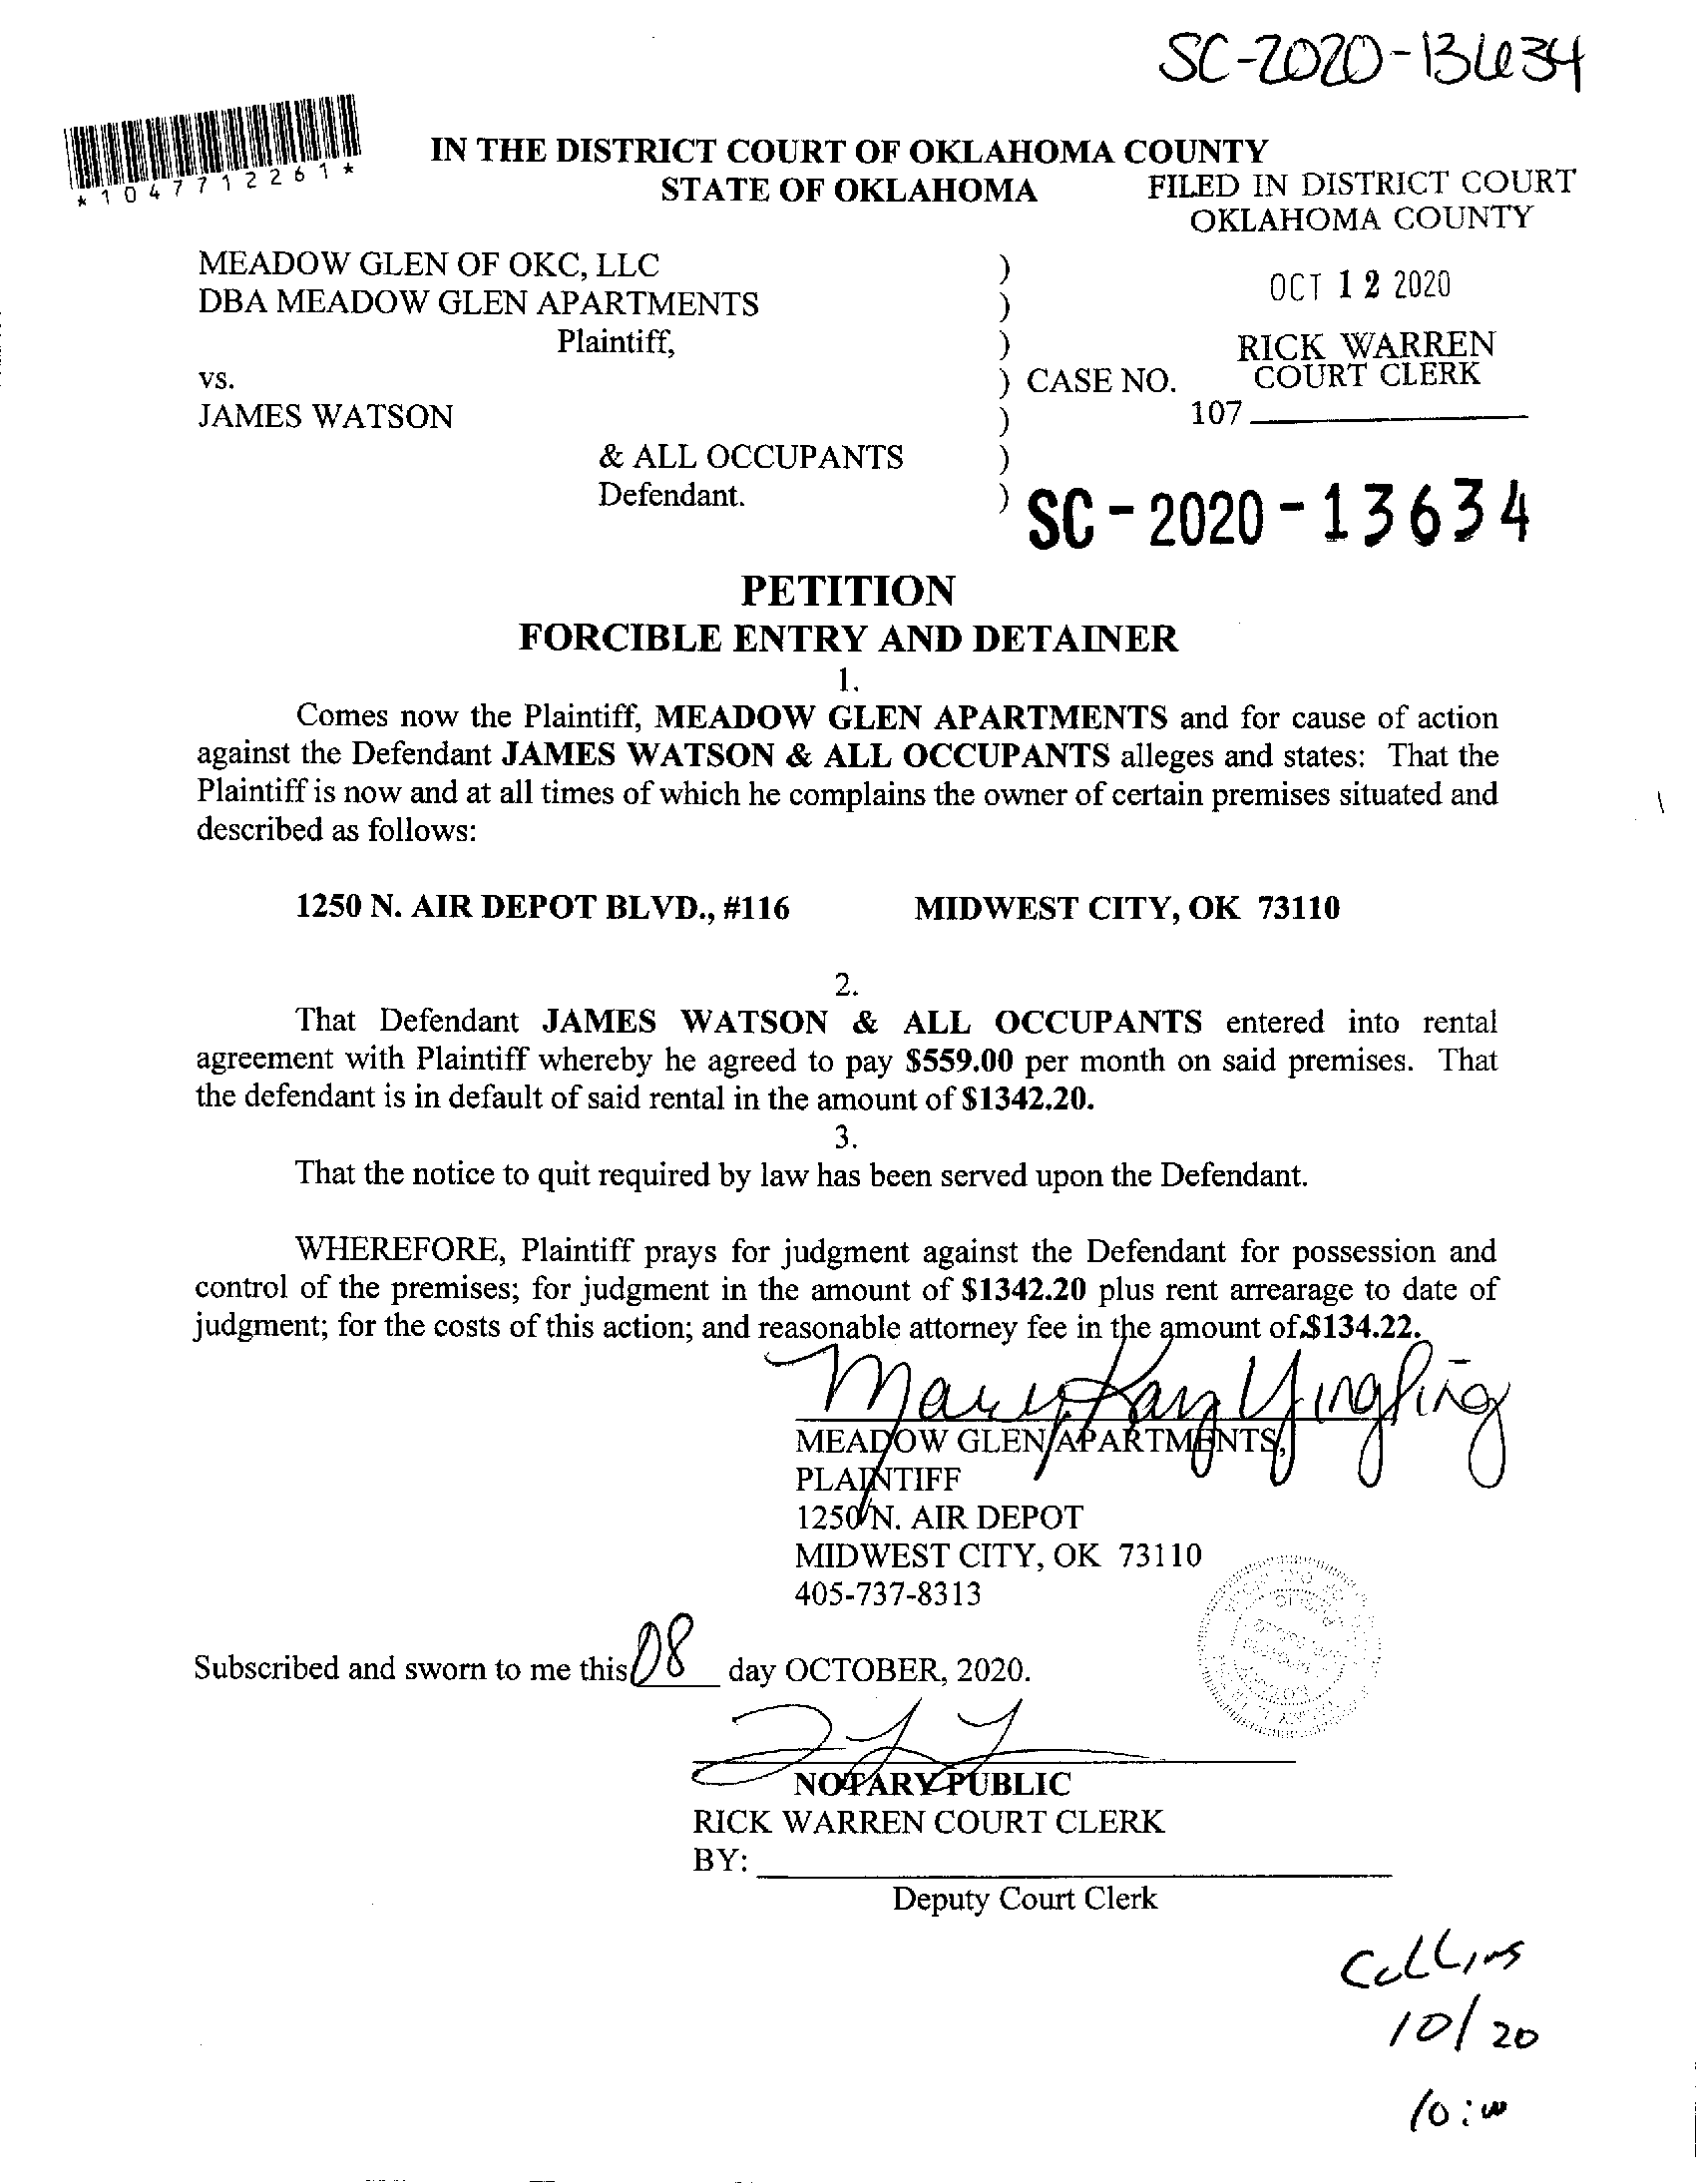 SC-2020-13634
*1047712261*
IN THE DISTRICT COURT OF OKLAHOMA COUNTY
STATE OF OKLAHOMA
FILED IN DISTRICT COURT
OKLAHOMA COUNTY
MEADOW GLEN OF OKC, LLC )
OCT 12 2020
DBA MEADOW GLEN APARTMENTS )
Plaintiff, )
RICK WARREN
vs. ) CASE NO.
COURT CLERK
JAMES WATSON )
107
& ALL OCCUPANTS )
Defendant. )
SC-2020-13634
PETITION
FORCIBLE ENTRY AND DETAINER
1.
Comes now the Plaintiff, MEADOW GLEN APARTMENTS and for cause of action
against the Defendant JAMES WATSON & ALL OCCUPANTS alleges and states: That the
Plaintiff is now and at all times of which he complains the owner of certain premises situated and
described as follows:
1250 N. AIR DEPOT BLVD., #116 MIDWEST CITY, OK 73110
2.
That Defendant JAMES WATSON & ALL OCCUPANTS entered into rental
agreement with Plaintiff whereby he agreed to pay $559.00 per month on said premises. That
the defendant is in default of said rental in the amount of $1342.20.
3.
That the notice to quit required by law has been served upon the Defendant.
WHEREFORE, Plaintiff prays for judgment against the Defendant for possession and
control of the premises; for judgment in the amount of $1342.20 plus rent arrearage to date of
judgment; for the costs of this action; and reasonable attorney fee in the amount of $134.22.
Mary Kay Yingling
MEADOW GLEN APARTMENTS,
PLAINTIFF
1250 N. AIR DEPOT
MIDWEST CITY, OK 73110
405-737-8313
Subscribed and sworn to me this 08 day OCTOBER, 2020.
NOTARY PUBLIC
RICK WARREN COURT CLERK
BY:
Deputy Court Clerk
Collins
10/20
10:00